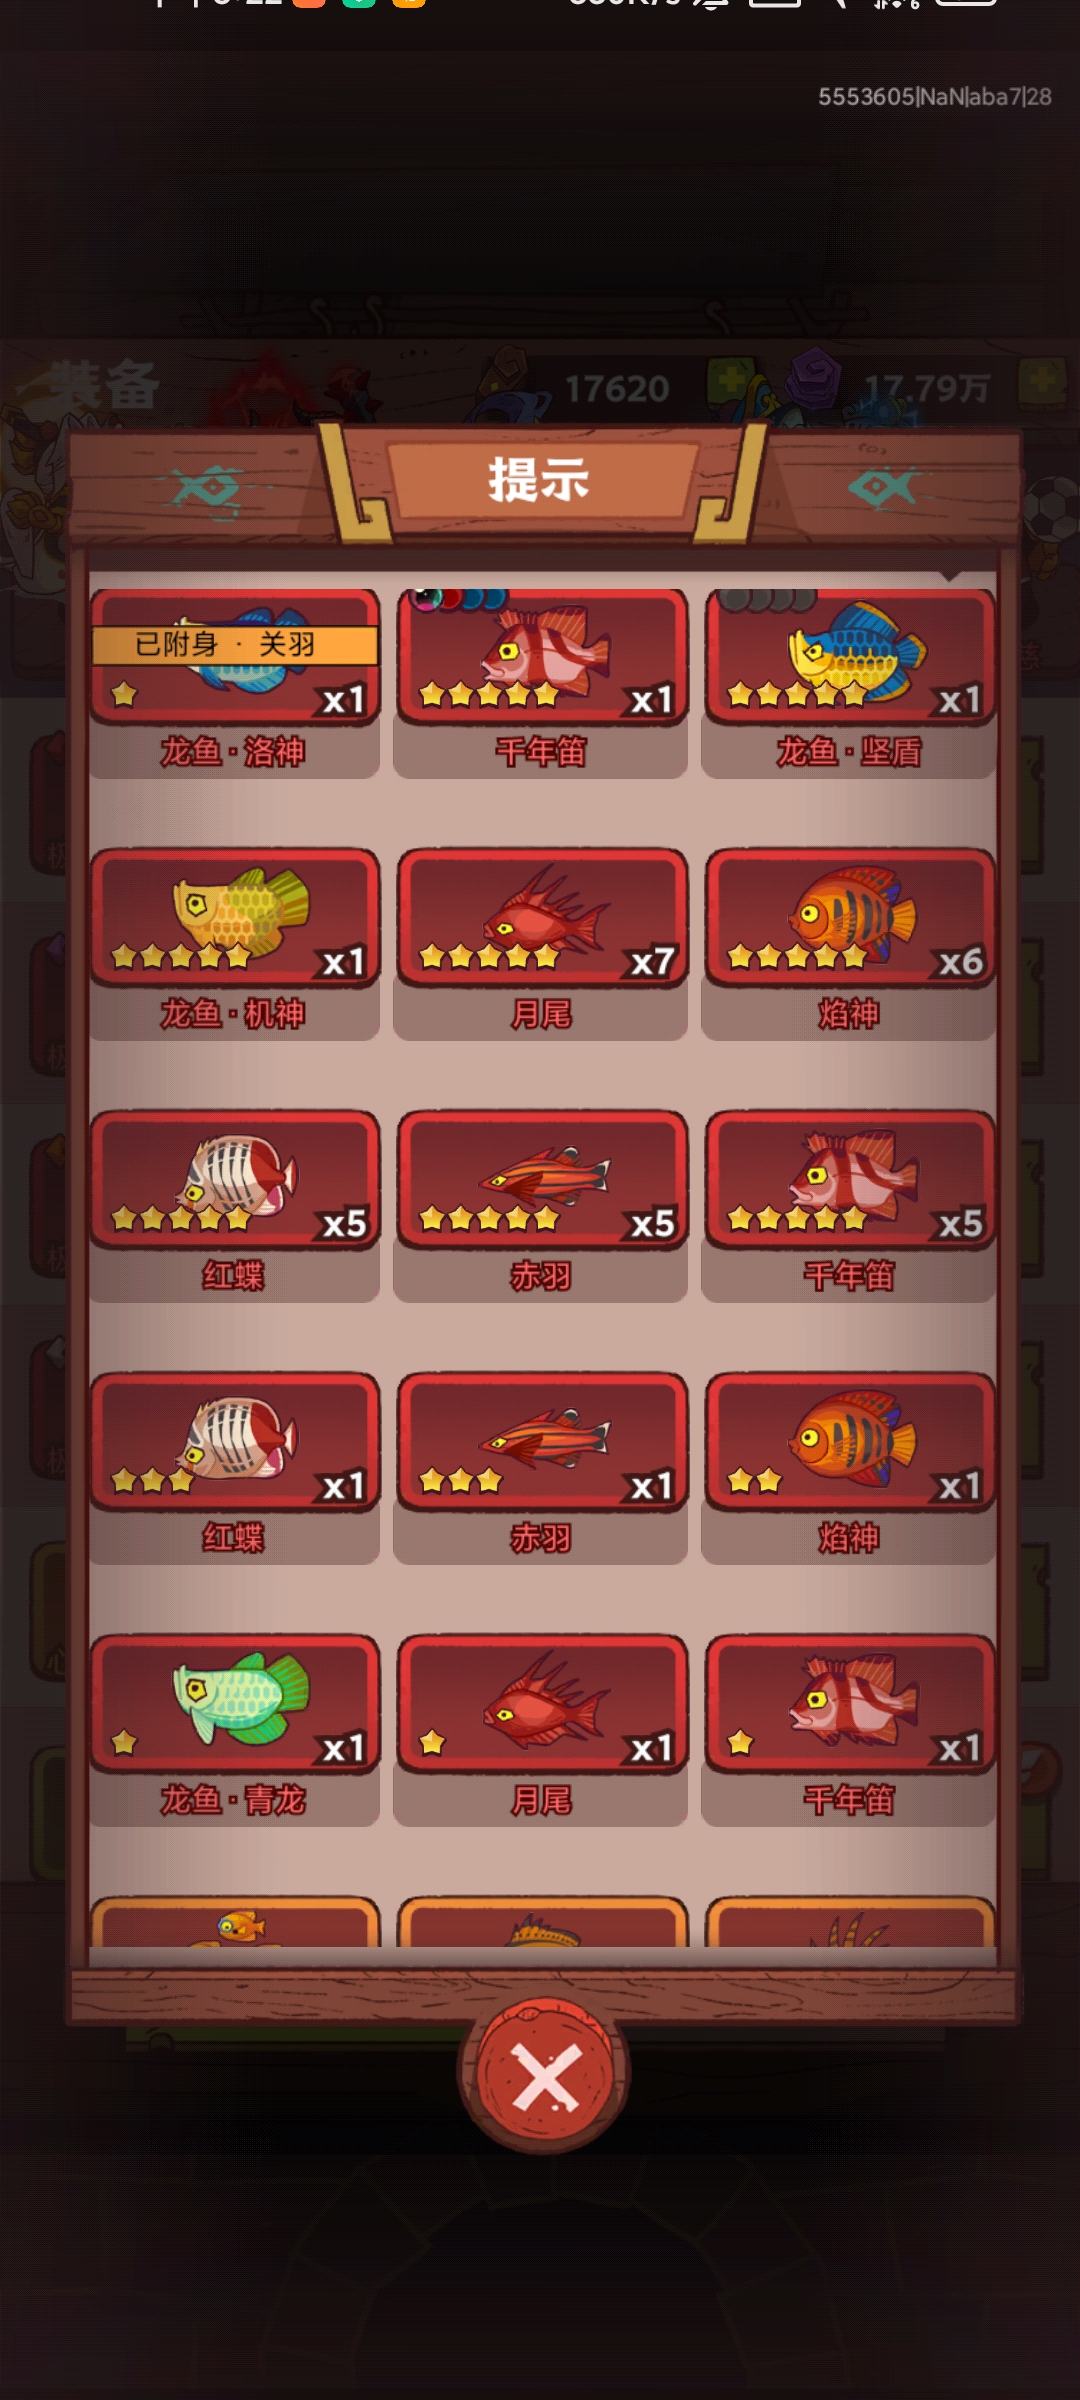 5553605|NaN|aba7|28
装备
17620
17.79万
提示
已附身 · 关羽
x1
x1
x1
龙鱼·洛神
千年笛
龙鱼·坚盾
x1
x7
x6
龙鱼·机神
月尾
焰神
x5
x5
x5
红蝶
赤羽
千年笛
x1
x1
x1
红蝶
赤羽
焰神
x1
x1
x1
龙鱼·青龙
月尾
千年笛